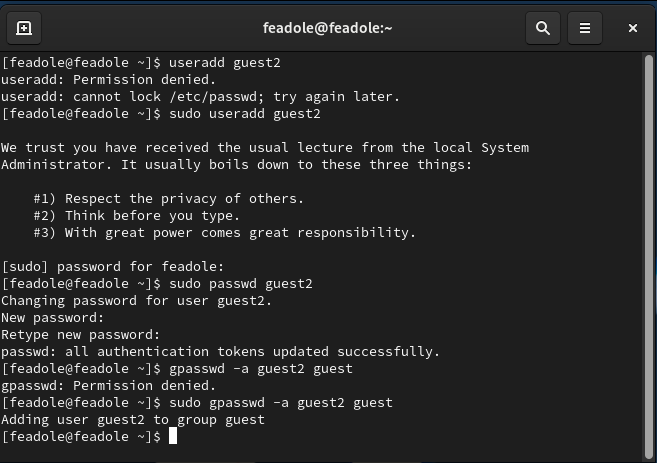 feadole@feadole:~
[feadole@feadole ~]$ useradd guest2
useradd: Permission denied.
useradd: cannot lock /etc/passwd; try again later.
[feadole@feadole ~]$ sudo useradd guest2
We trust you have received the usual lecture from the local System
Administrator. It usually boils down to these three things:
#1) Respect the privacy of others.
#2) Think before you type.
#3) With great power comes great responsibility.
[sudo] password for feadole:
[feadole@feadole ~]$ sudo passwd guest2
Changing password for user guest2.
New password:
Retype new password:
passwd: all authentication tokens updated successfully.
[feadole@feadole ~]$ gpasswd -a guest2 guest
gpasswd: Permission denied.
[feadole@feadole ~]$ sudo gpasswd -a guest2 guest
Adding user guest2 to group guest
[feadole@feadole ~]$